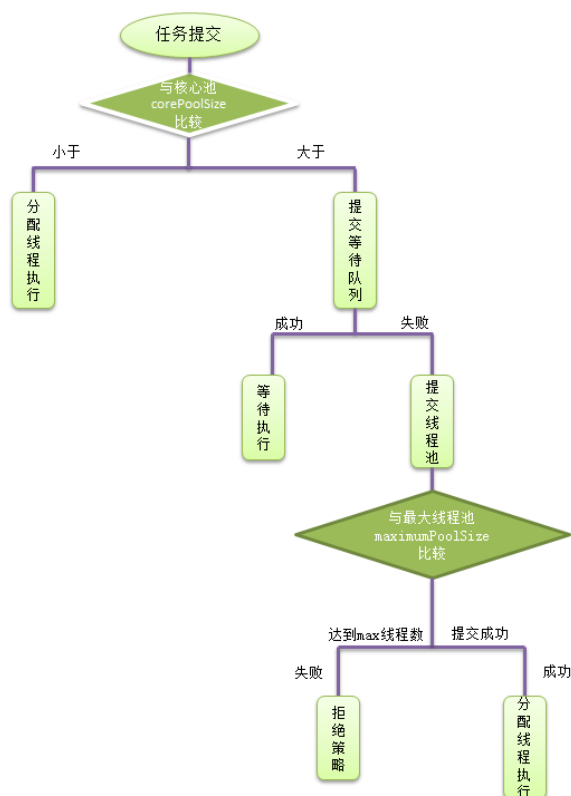 任务提交
与核心池
corePoolSize
比较
小于
大于
分配线程执行
提交等待队列
成功
失败
等待执行
提交线程池
与最大线程池
maximumPoolSize
比较
达到max线程数
提交成功
失败
成功
拒绝策略
分配线程执行